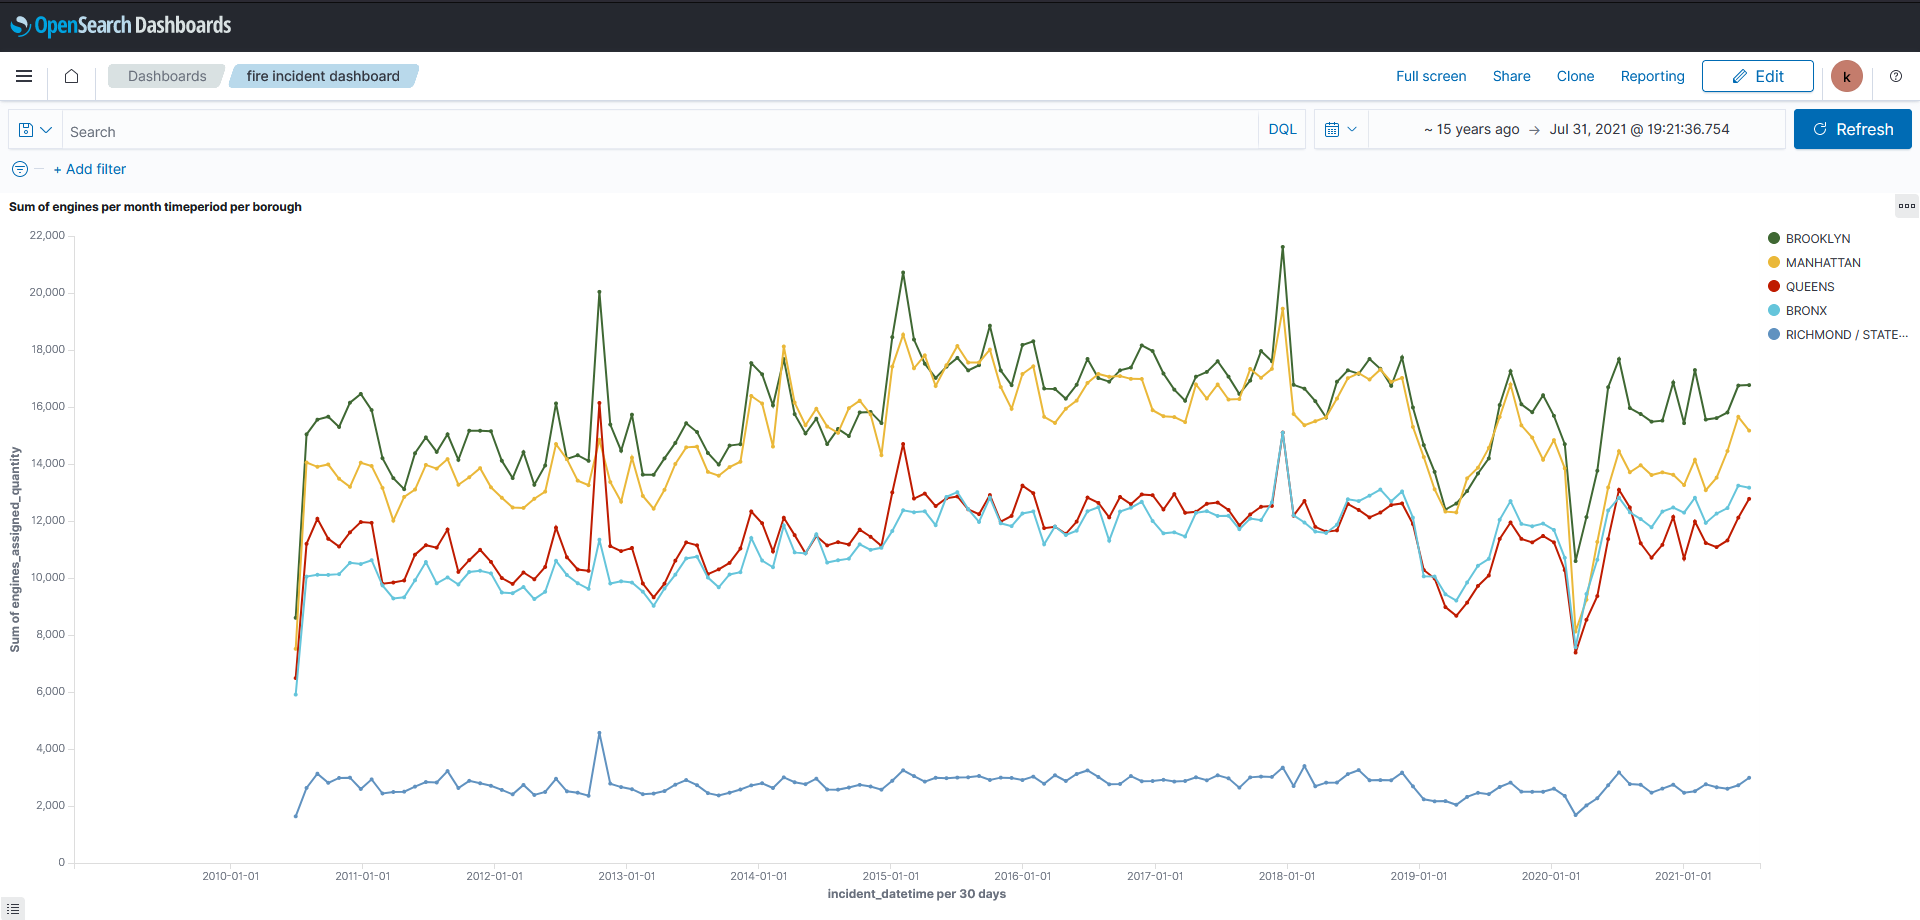 OpenSearch Dashboards
Dashboards
fire incident dashboard
Full screen
Share
Clone
Reporting
Edit
k
Search
DQL
~ 15 years ago → Jul 31, 2021 @ 19:21:36.754
Refresh
+ Add filter
Sum of engines per month timeperiod per borough
22,000
20,000
18,000
16,000
14,000
12,000
10,000
8,000
6,000
4,000
2,000
0
Sum of engines_assigned_quantity
2010-01-01
2011-01-01
2012-01-01
2013-01-01
2014-01-01
2015-01-01
2016-01-01
2017-01-01
2018-01-01
2019-01-01
2020-01-01
2021-01-01
incident_datetime per 30 days
BROOKLYN
MANHATTAN
QUEENS
BRONX
RICHMOND / STATE...